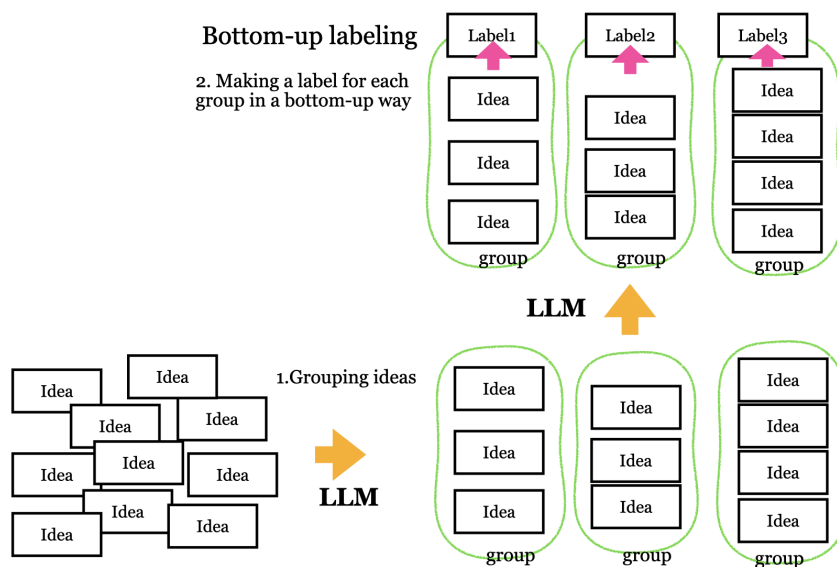 Bottom-up labeling
2. Making a label for each
group in a bottom-up way
Label1
Label2
Label3
Idea
Idea
Idea
group
Idea
Idea
Idea
group
Idea
Idea
Idea
Idea
group
LLM
Idea
Idea
Idea
Idea
Idea
Idea
Idea
Idea
Idea
Idea
1.Grouping ideas
LLM
Idea
Idea
Idea
group
Idea
Idea
Idea
group
Idea
Idea
Idea
Idea
group